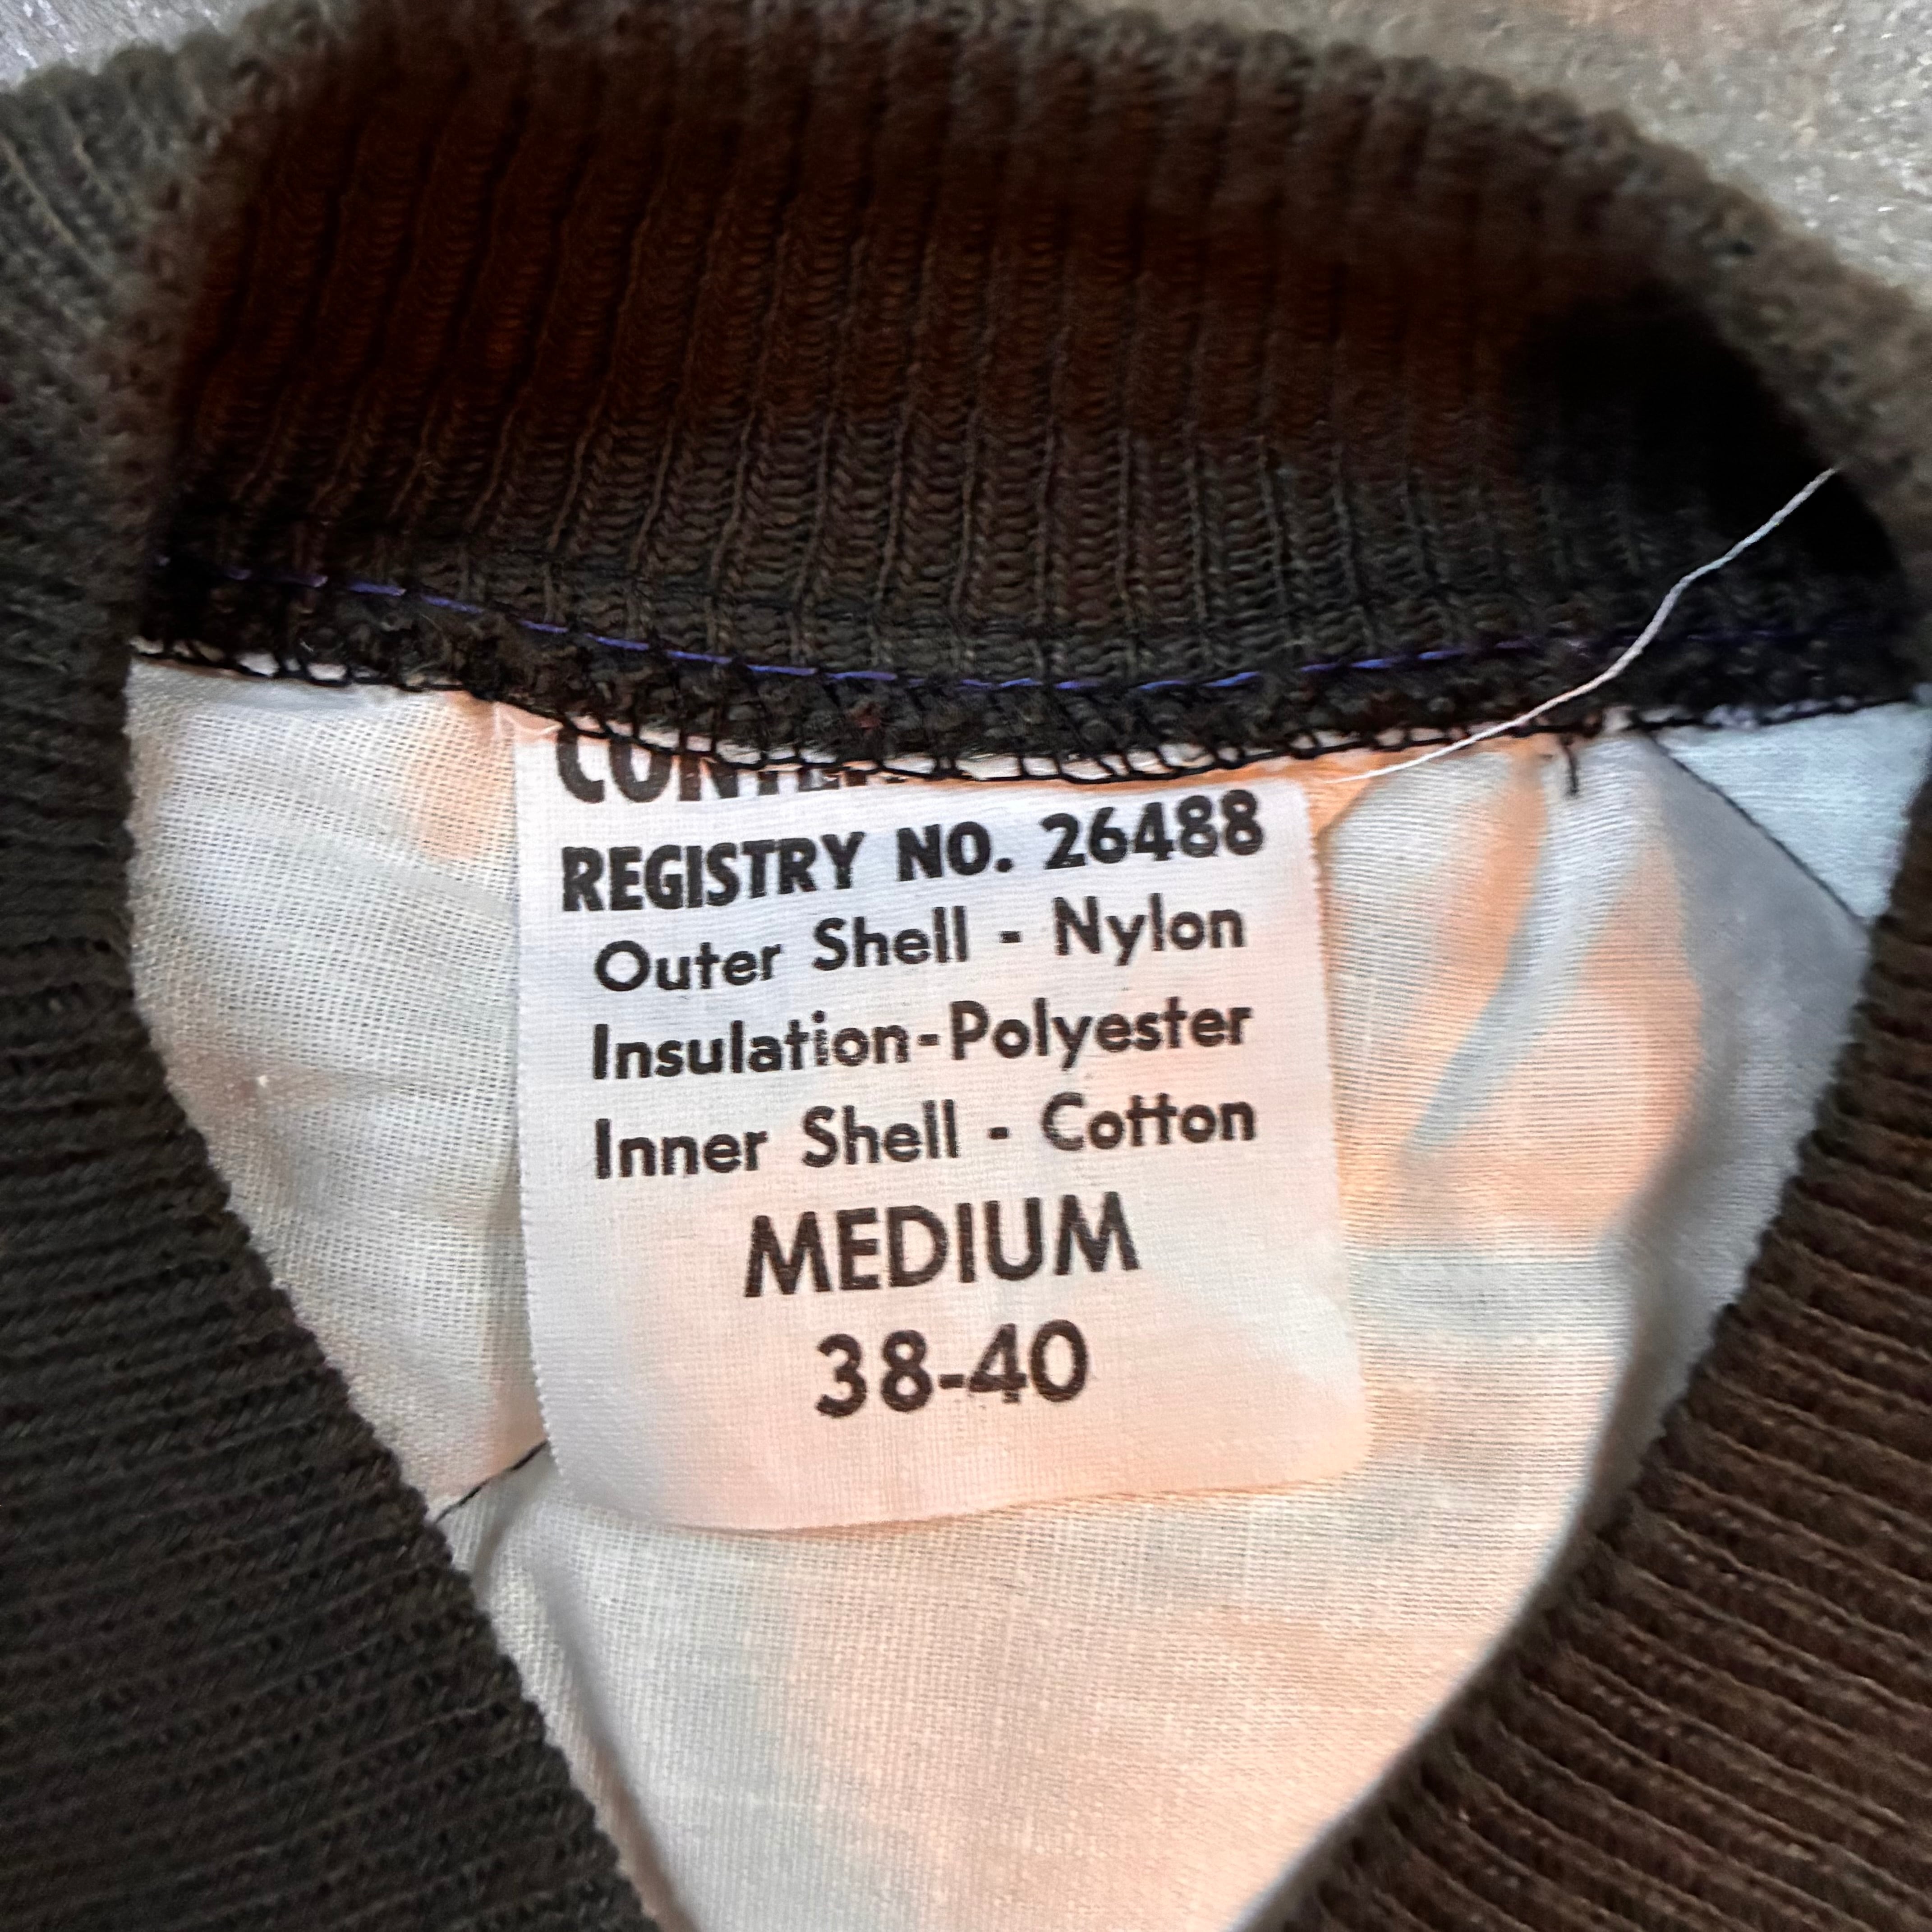 REGISTRY NO. 26488
Outer Shell - Nylon
Insulation-Polyester
Inner Shell - Cotton
MEDIUM
38-40